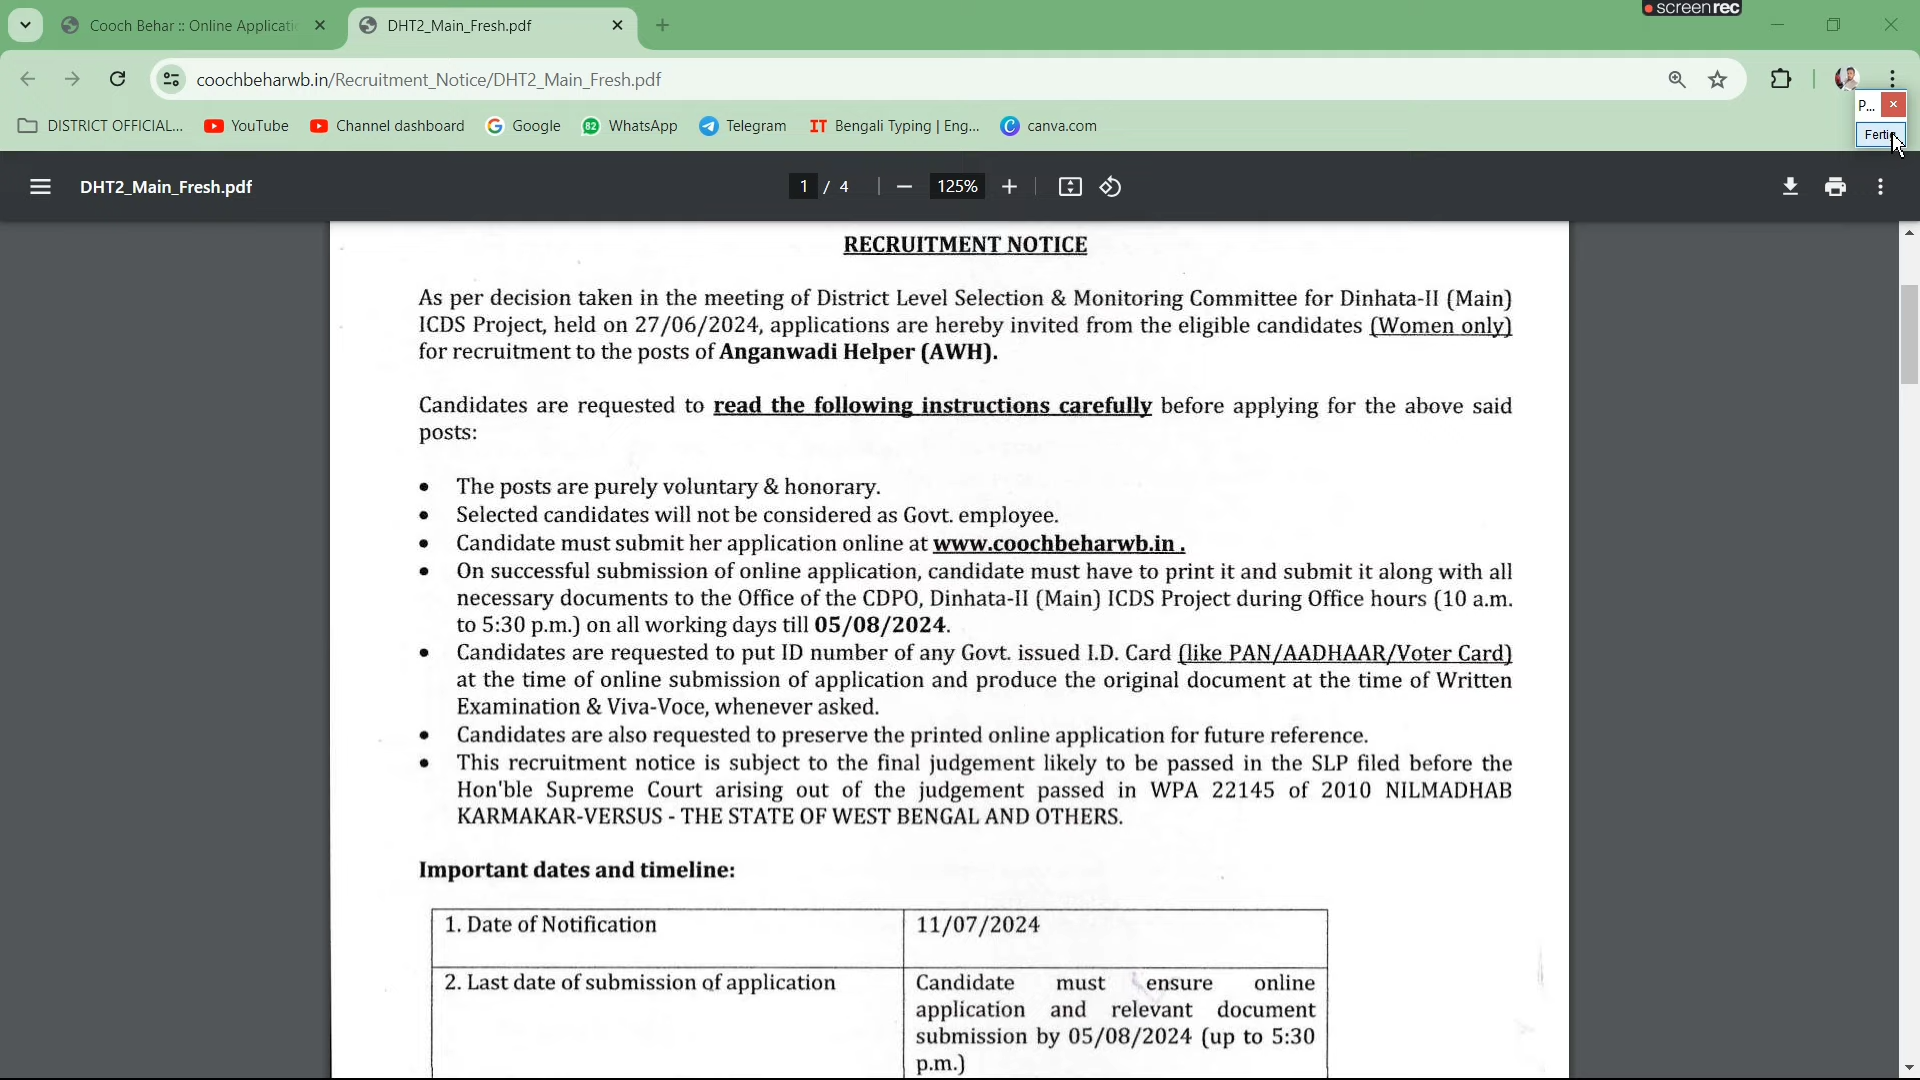 screenrec
Cooch Behar :: Online Applicati
DHT2_Main_Fresh.pdf
coochbeharwb.in/Recruitment_Notice/DHT2_Main_Fresh.pdf
P...
DISTRICT OFFICIAL...
YouTube
Channel dashboard
Google
82
WhatsApp
Telegram
IT Bengali Typing | Eng...
canva.com
DHT2_Main_Fresh.pdf
1 / 4
125%
RECRUITMENT NOTICE
As per decision taken in the meeting of District Level Selection & Monitoring Committee for Dinhata-II (Main)
ICDS Project, held on 27/06/2024, applications are hereby invited from the eligible candidates (Women only)
for recruitment to the posts of Anganwadi Helper (AWH).
Candidates are requested to read the following instructions carefully before applying for the above said
posts:
• The posts are purely voluntary & honorary.
• Selected candidates will not be considered as Govt. employee.
• Candidate must submit her application online at www.coochbeharwb.in .
• On successful submission of online application, candidate must have to print it and submit it along with all
necessary documents to the Office of the CDPO, Dinhata-II (Main) ICDS Project during Office hours (10 a.m.
to 5:30 p.m.) on all working days till 05/08/2024.
• Candidates are requested to put ID number of any Govt. issued I.D. Card (like PAN/AADHAAR/Voter Card)
at the time of online submission of application and produce the original document at the time of Written
Examination & Viva-Voce, whenever asked.
• Candidates are also requested to preserve the printed online application for future reference.
• This recruitment notice is subject to the final judgement likely to be passed in the SLP filed before the
Hon'ble Supreme Court arising out of the judgement passed in WPA 22145 of 2010 NILMADHAB
KARMAKAR-VERSUS - THE STATE OF WEST BENGAL AND OTHERS.
Important dates and timeline:
1. Date of Notification
11/07/2024
2. Last date of submission of application
Candidate must ensure online
application and relevant document
submission by 05/08/2024 (up to 5:30
p.m.)